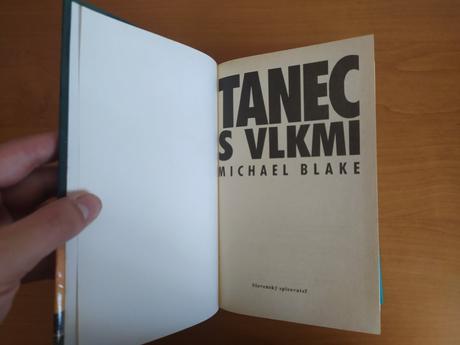 TANEC
S VLKMI
MICHAEL BLAKE
Slovenský spisovateľ